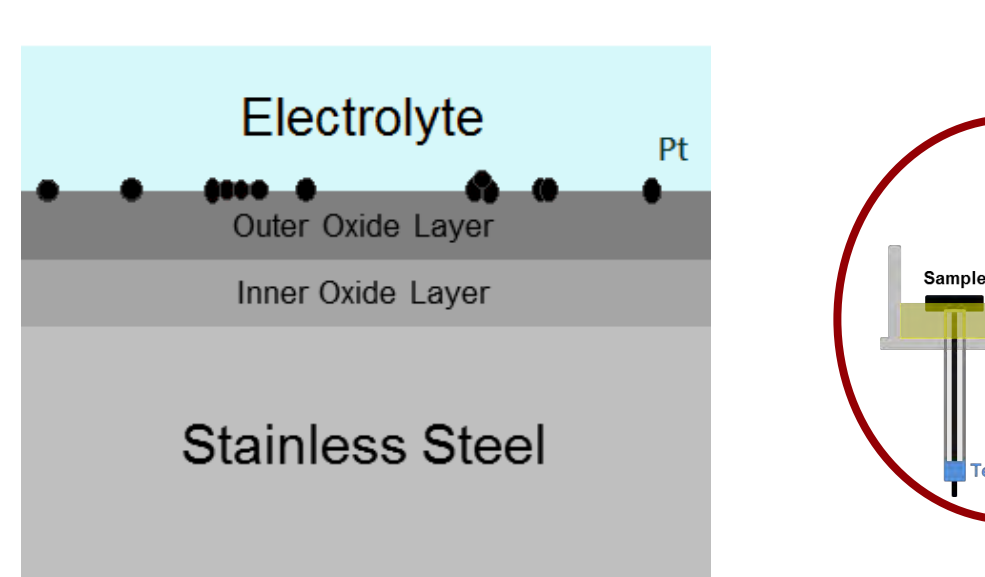 Electrolyte
Pt
Outer Oxide Layer
Inner Oxide Layer
Stainless Steel
Sample